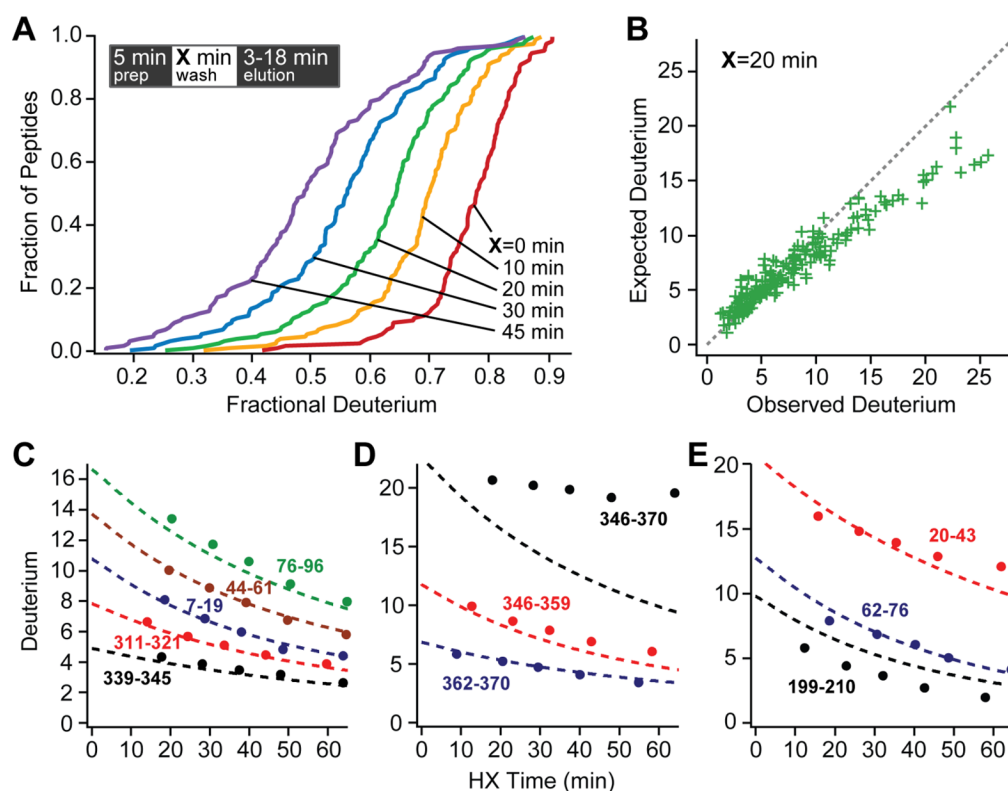 A
5 min X min 3-18 min
prep wash elution
1.0
0.8
0.6
0.4
0.2
0.0
Fraction of Peptides
X=0 min
10 min
20 min
30 min
45 min
0.2 0.3 0.4 0.5 0.6 0.7 0.8 0.9
Fractional Deuterium
B
X=20 min
25
20
15
10
5
0
Expected Deuterium
0 5 10 15 20 25
Observed Deuterium
C
16
14
12
10
8
6
4
2
0
Deuterium
76-96
44-61
7-19
311-321
339-345
0 10 20 30 40 50 60
D
20
15
10
5
0
346-370
346-359
362-370
0 10 20 30 40 50 60
HX Time (min)
E
20
15
10
5
0
20-43
62-76
199-210
0 10 20 30 40 50 60